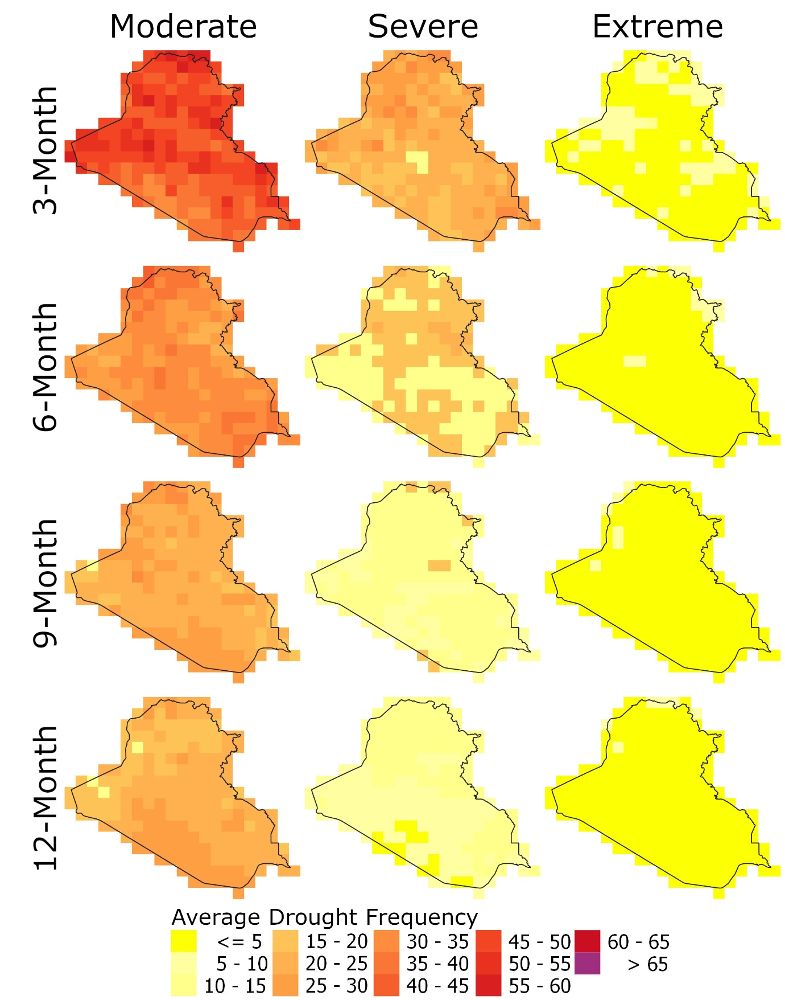 Moderate Severe Extreme
3-Month
6-Month
9-Month
12-Month
Average Drought Frequency
<= 5 15 - 20 30 - 35 45 - 50 60 - 65
5 - 10 20 - 25 35 - 40 50 - 55 > 65
10 - 15 25 - 30 40 - 45 55 - 60